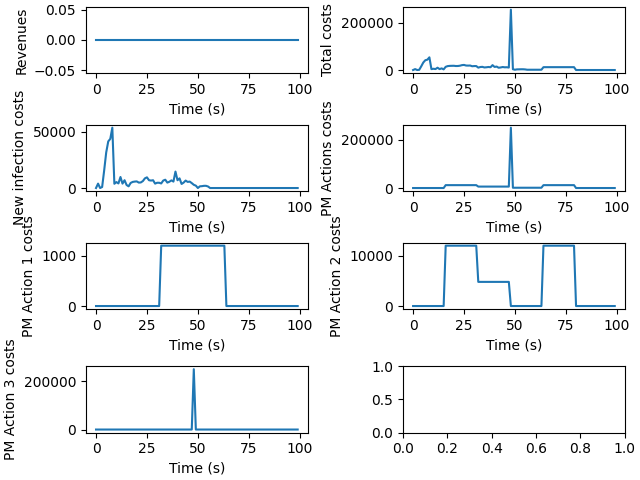 Revenues
0.05
0.00
−0.05
0 25 50 75 100
Time (s)
Total costs
200000
0
0 25 50 75 100
Time (s)
New infection costs
50000
0
0 25 50 75 100
Time (s)
PM Actions costs
200000
0
0 25 50 75 100
Time (s)
PM Action 1 costs
1000
0
0 25 50 75 100
Time (s)
PM Action 2 costs
10000
0
0 25 50 75 100
Time (s)
PM Action 3 costs
200000
0
0 25 50 75 100
Time (s)
1.0
0.5
0.0
0.0 0.2 0.4 0.6 0.8 1.0